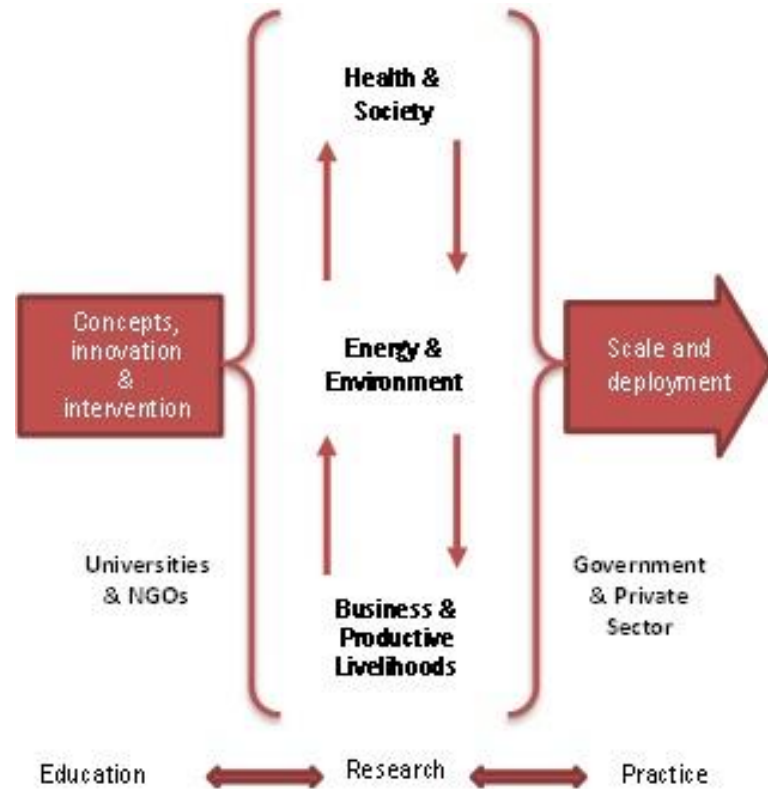 Health &
Society
Concepts,
innovation
&
intervention
Energy &
Environment
Scale and
deployment
Universities
& NGOs
Business &
Productive
Livelihoods
Government
& Private
Sector
Education
Research
Practice